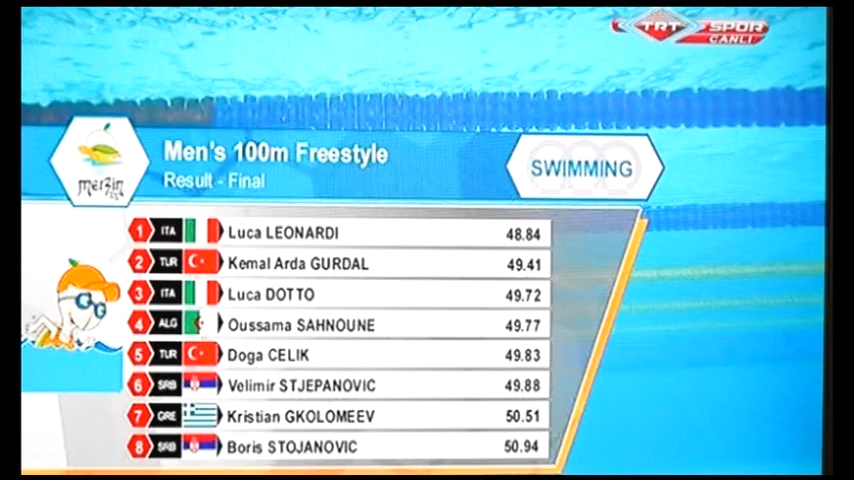 TRT SPOR
CANLI
Men's 100m Freestyle
Result - Final
SWIMMING
mersin
1 ITA Luca LEONARDI 48.84
2 TUR Kemal Arda GURDAL 49.41
3 ITA Luca DOTTO 49.72
4 ALG Oussama SAHNOUNE 49.77
5 TUR Doga CELIK 49.83
6 SRB Velimir STJEPANOVIC 49.88
7 GRE Kristian GKOLOMEEV 50.51
8 SRB Boris STOJANOVIC 50.94